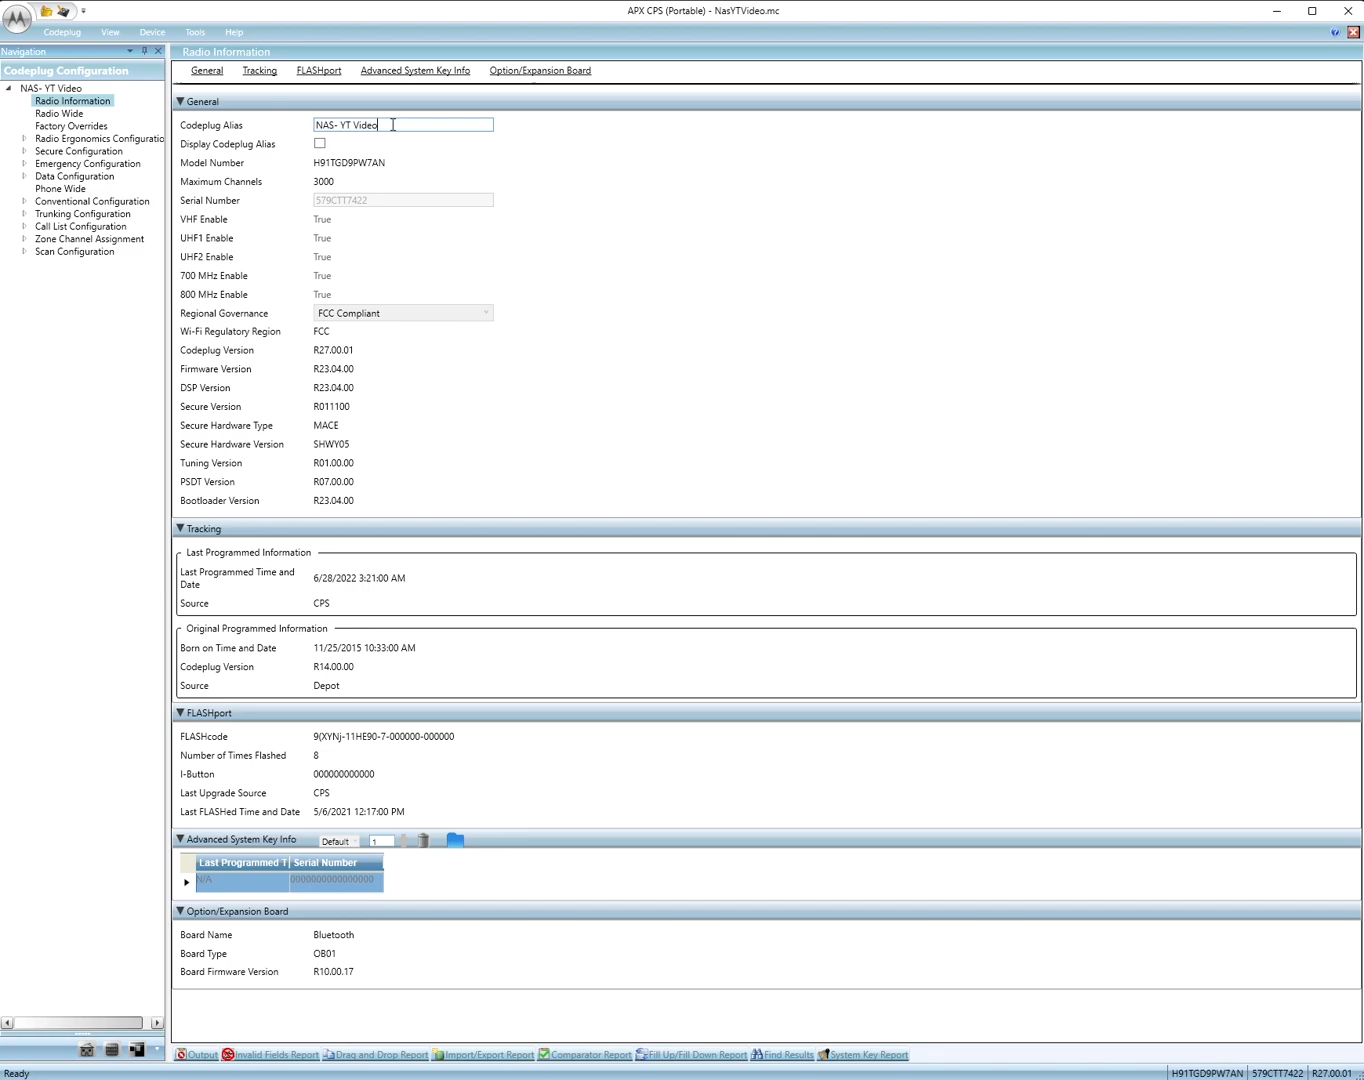 APX CPS (Portable) - NasYTVideo.mc
Codeplug View Device Tools Help
Navigation
Radio Information
Codeplug Configuration
General Tracking FLASHport Advanced System Key Info Option/Expansion Board
NAS- YT Video
Radio Information
Radio Wide
Factory Overrides
Radio Ergonomics Configuratio
Secure Configuration
Emergency Configuration
Data Configuration
Phone Wide
Conventional Configuration
Trunking Configuration
Call List Configuration
Zone Channel Assignment
Scan Configuration
General
Codeplug Alias NAS- YT Video
Display Codeplug Alias
Model Number H91TGD9PW7AN
Maximum Channels 3000
Serial Number 579CTT7422
VHF Enable True
UHF1 Enable True
UHF2 Enable True
700 MHz Enable True
800 MHz Enable True
Regional Governance FCC Compliant
Wi-Fi Regulatory Region FCC
Codeplug Version R27.00.01
Firmware Version R23.04.00
DSP Version R23.04.00
Secure Version R011100
Secure Hardware Type MACE
Secure Hardware Version SHWY05
Tuning Version R01.00.00
PSDT Version R07.00.00
Bootloader Version R23.04.00
Tracking
Last Programmed Information
Last Programmed Time and
Date 6/28/2022 3:21:00 AM
Source CPS
Original Programmed Information
Born on Time and Date 11/25/2015 10:33:00 AM
Codeplug Version R14.00.00
Source Depot
FLASHport
FLASHcode 9(XYNj-11HE90-7-000000-000000
Number of Times Flashed 8
I-Button 000000000000
Last Upgrade Source CPS
Last FLASHed Time and Date 5/6/2021 12:17:00 PM
Advanced System Key Info Default 1
Last Programmed T Serial Number
N/A 0000000000000000
Option/Expansion Board
Board Name Bluetooth
Board Type OB01
Board Firmware Version R10.00.17
Output Invalid Fields Report Drag and Drop Report Import/Export Report Comparator Report Fill Up/Fill Down Report Find Results System Key Report
Ready H91TGD9PW7AN 579CTT7422 R27.00.01